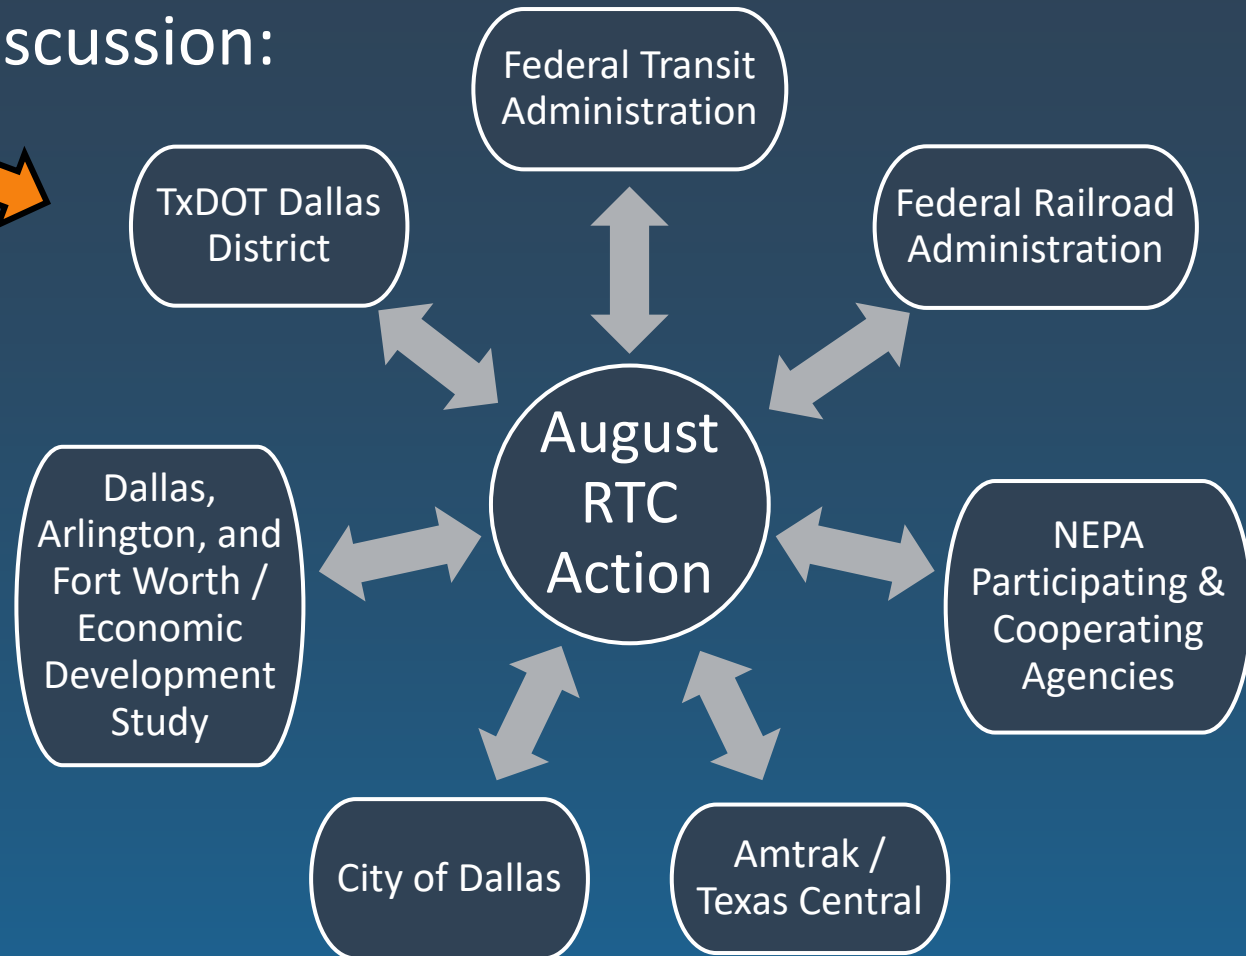 scussion:
Federal Transit
Administration
TxDOT Dallas
District
Federal Railroad
Administration
August
RTC
Action
Dallas,
Arlington, and
Fort Worth /
Economic
Development
Study
NEPA
Participating &
Cooperating
Agencies
City of Dallas
Amtrak /
Texas Central